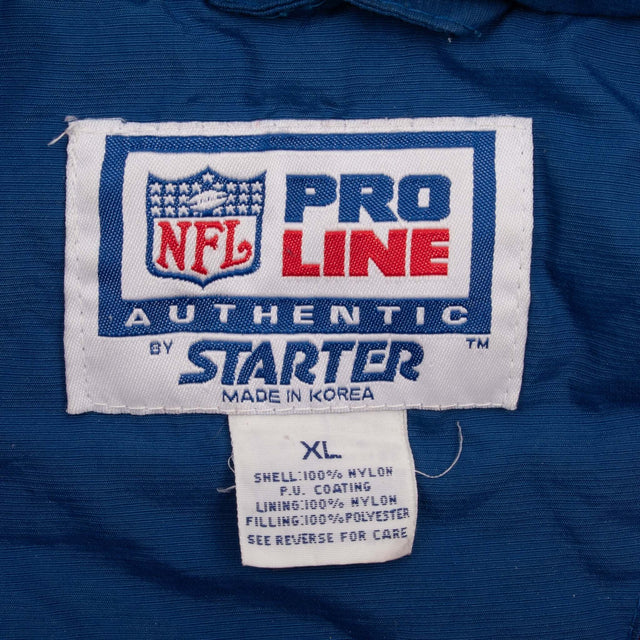 NFL
PRO
LINE
AUTHENTIC
BY STARTER ™
MADE IN KOREA
XL
SHELL:100% NYLON
P.U. COATING
LINING:100% NYLON
FILLING:100% POLYESTER
SEE REVERSE FOR CARE